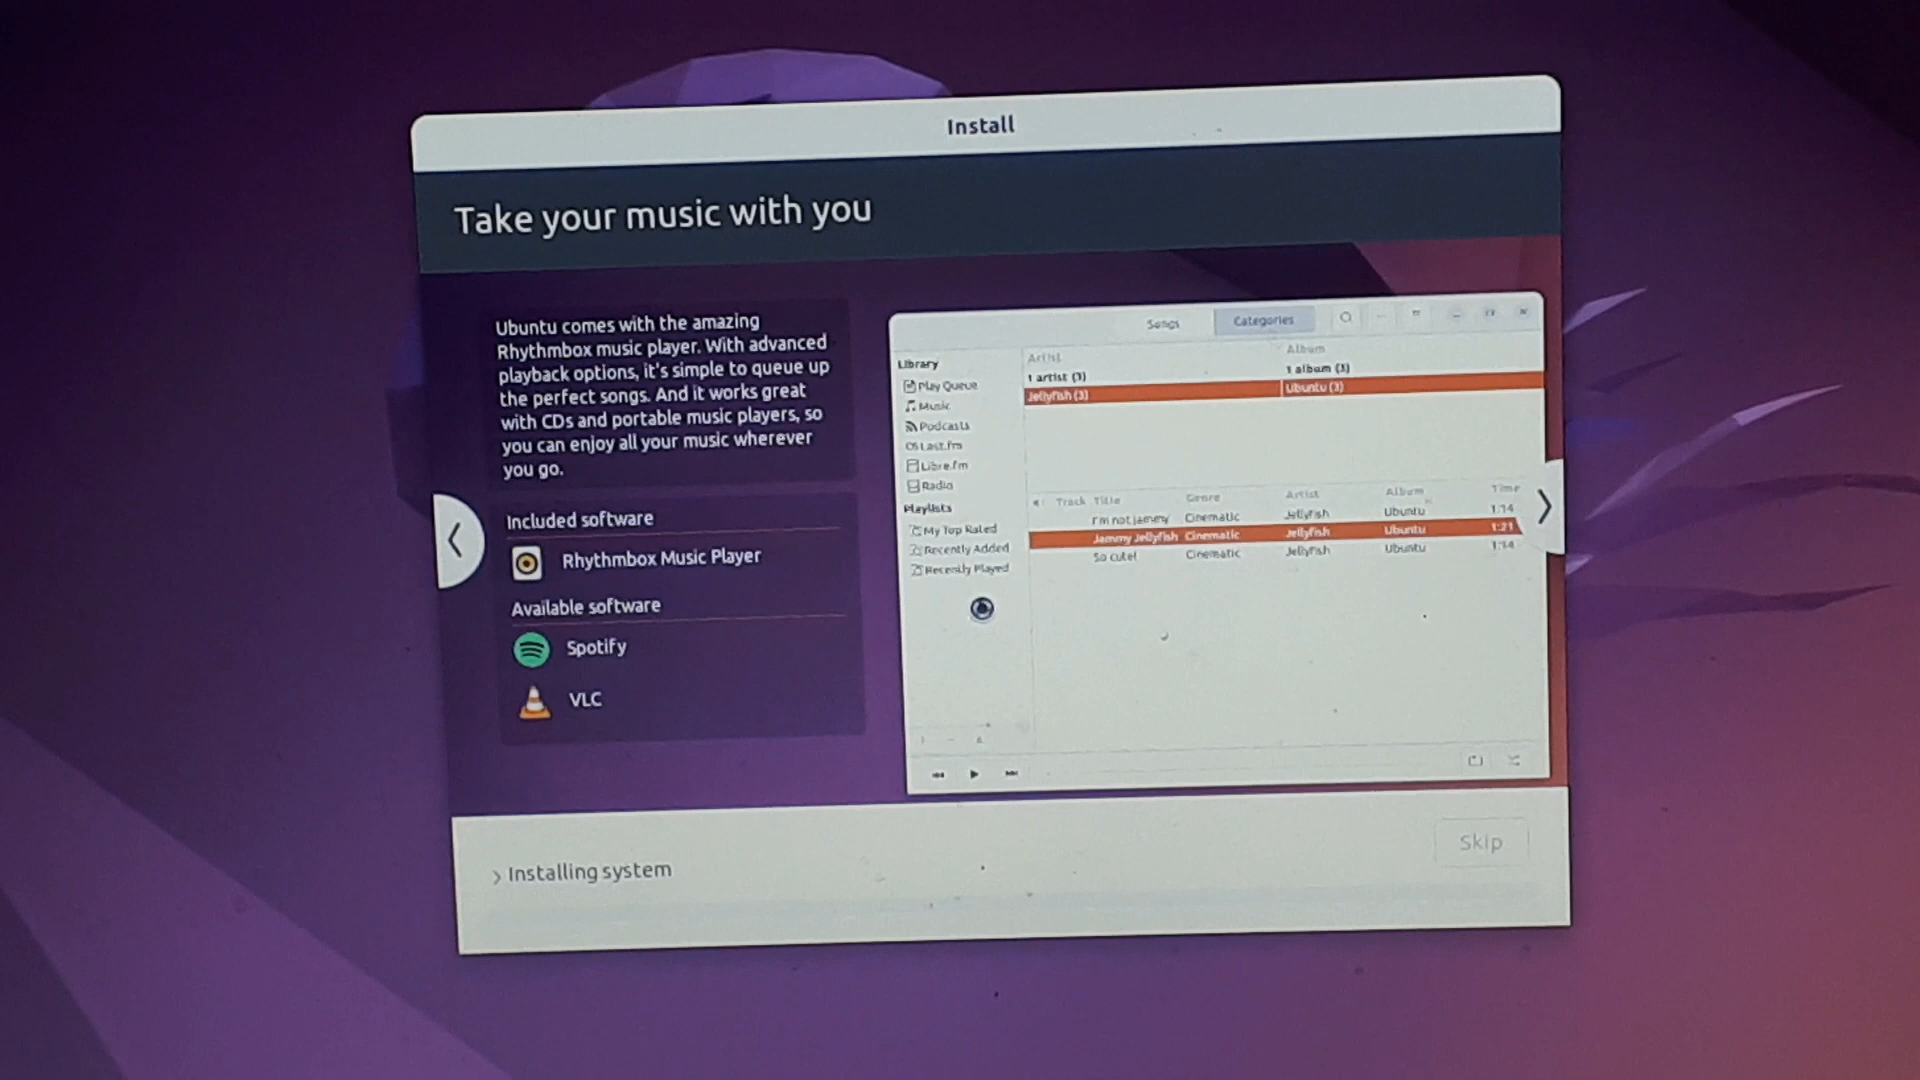 Install
Take your music with you
Ubuntu comes with the amazing
Rhythmbox music player. With advanced
playback options, it's simple to queue up
the perfect songs. And it works great
with CDs and portable music players, so
you can enjoy all your music wherever
you go.
Included software
Rhythmbox Music Player
Available software
Spotify
VLC
Songs Categories
Library
Play Queue
Music
Podcasts
Last.fm
Libre.fm
Radio
Playlists
My Top Rated
Recently Added
Recently Played
Artist Album
1 artist (3) 1 album (3)
Jellyfish (3) Ubuntu (3)
Track Title Genre Artist Album Time
I'm not jammy Cinematic Jellyfish Ubuntu 1:14
Jammy Jellyfish Cinematic Jellyfish Ubuntu 1:21
So cute! Cinematic Jellyfish Ubuntu 1:14
Installing system
Skip